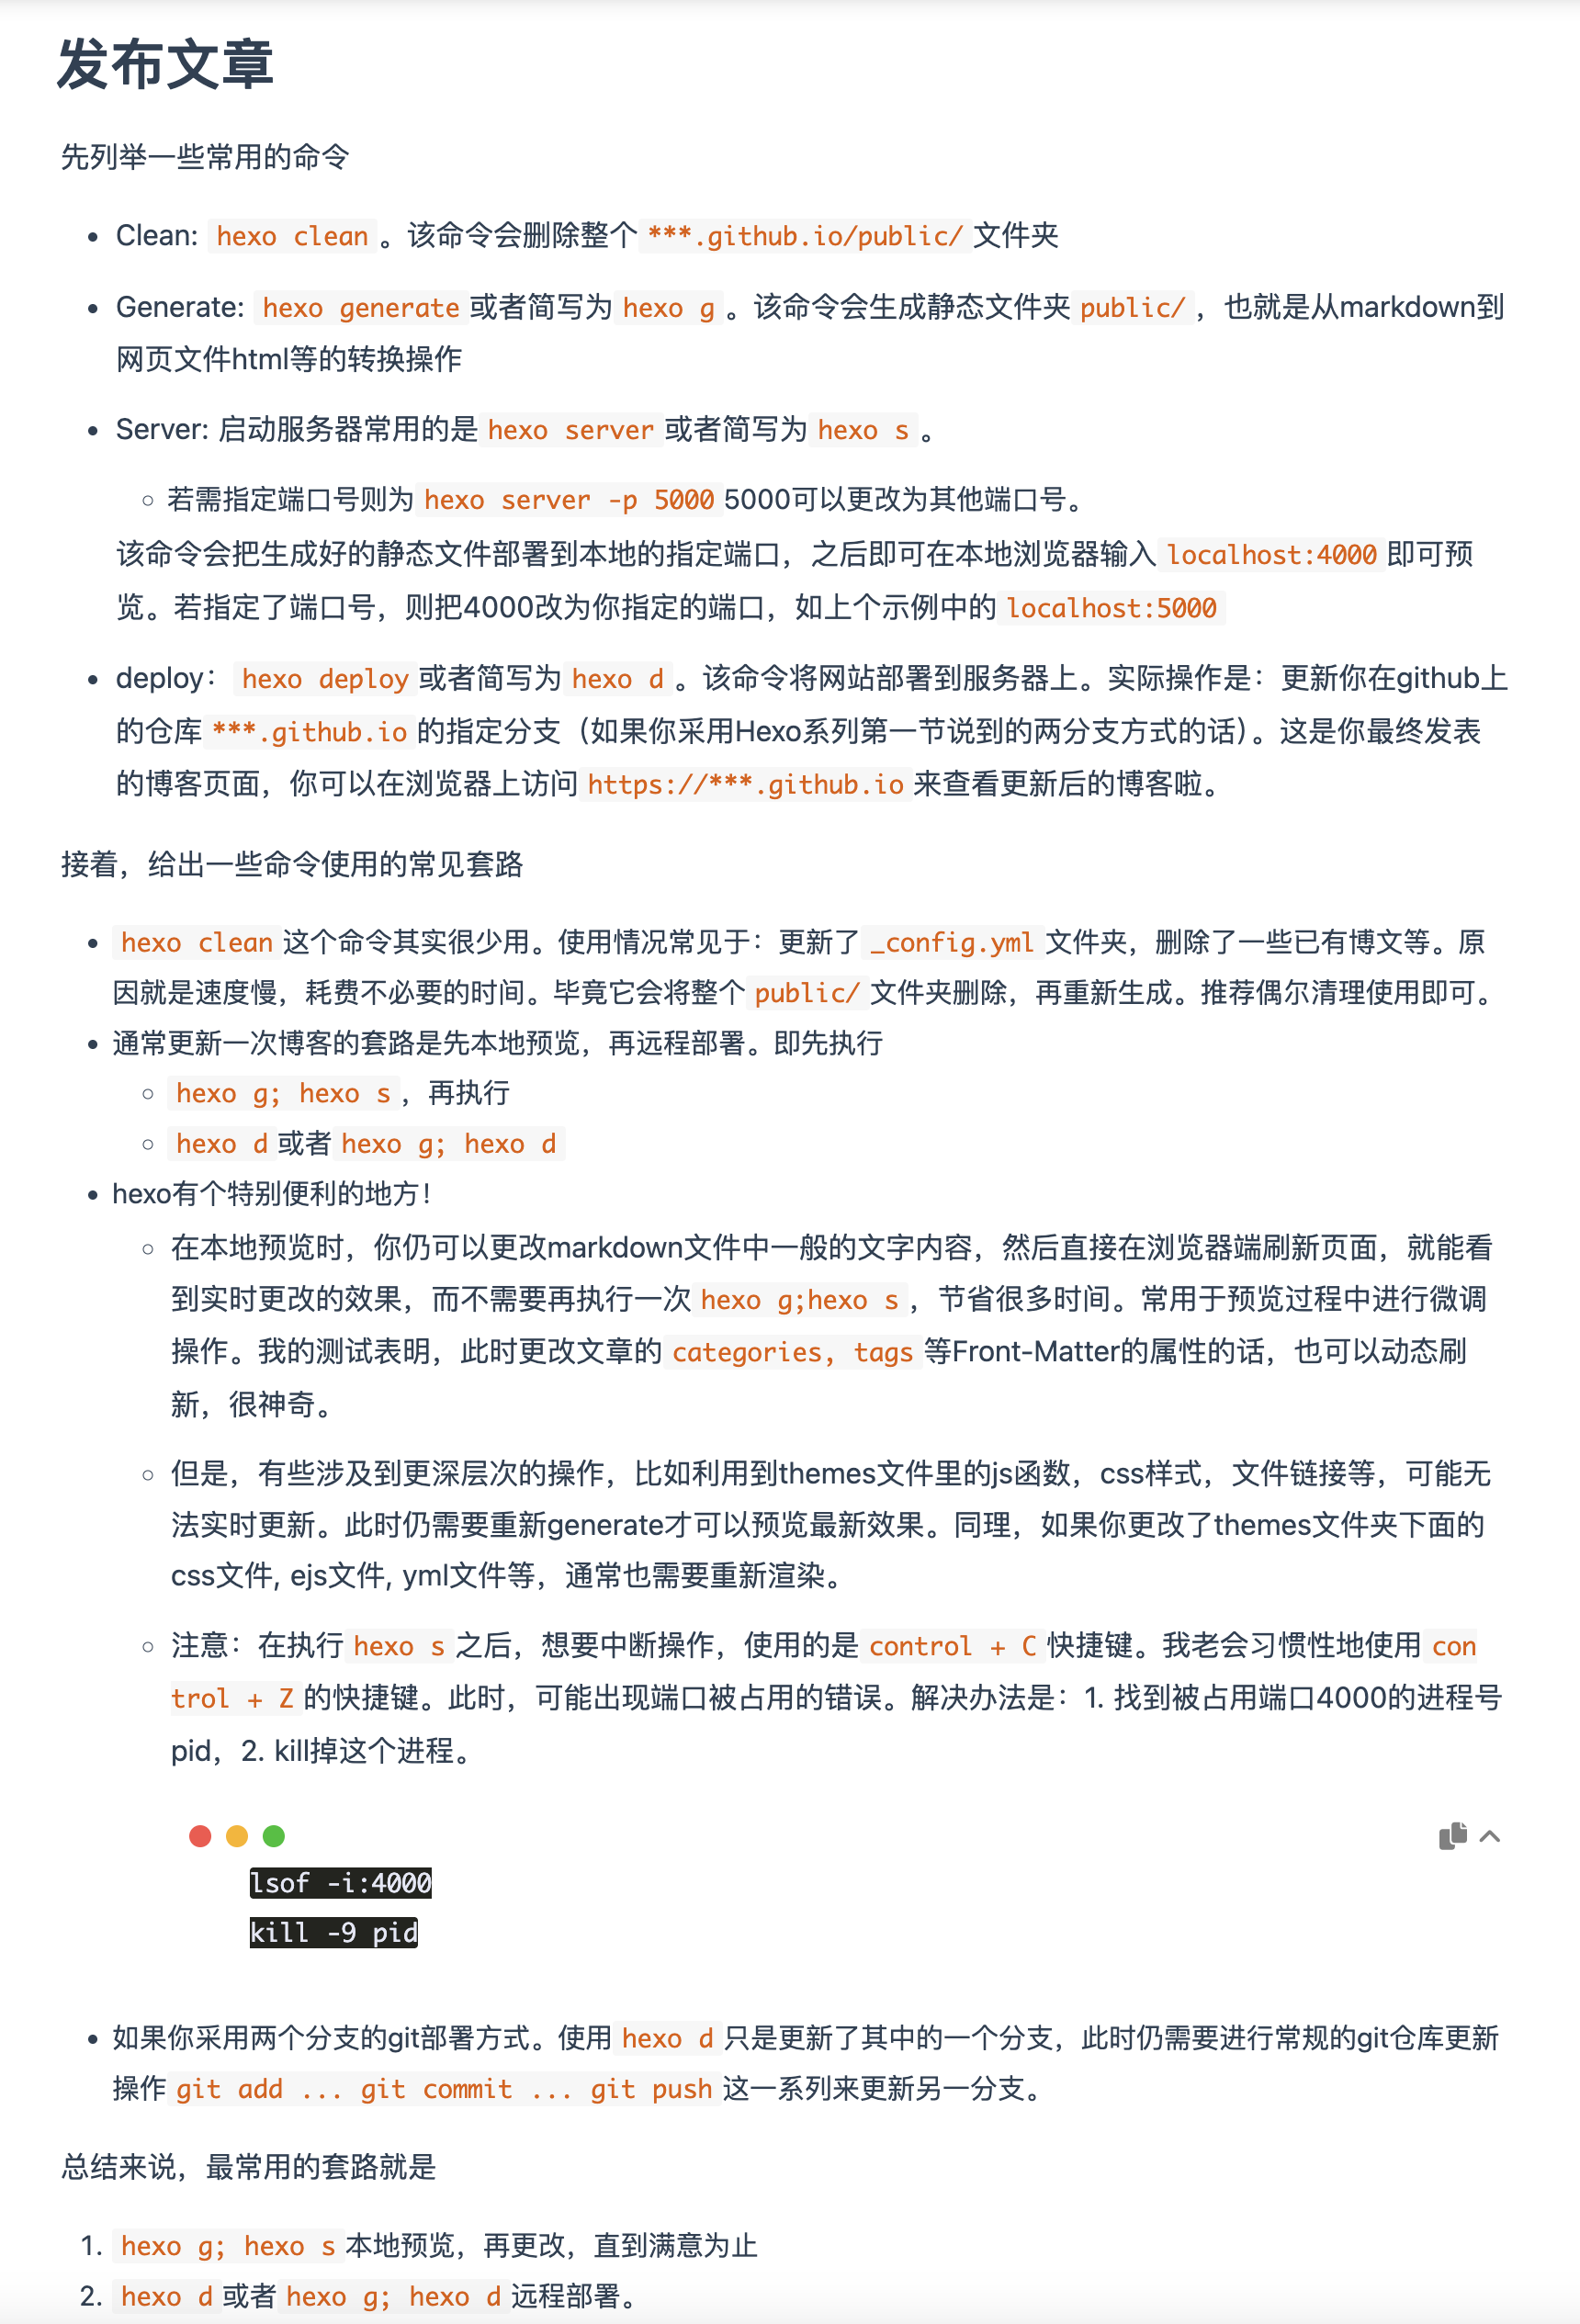 发布文章
先列举一些常用的命令
• Clean: hexo clean 。该命令会删除整个 ***.github.io/public/ 文件夹
• Generate: hexo generate 或者简写为 hexo g 。该命令会生成静态文件夹 public/ ，也就是从markdown到
网页文件html等的转换操作
• Server: 启动服务器常用的是 hexo server 或者简写为 hexo s 。
◦ 若需指定端口号则为 hexo server -p 5000 5000可以更改为其他端口号。
该命令会把生成好的静态文件部署到本地的指定端口，之后即可在本地浏览器输入 localhost:4000 即可预
览。若指定了端口号，则把4000改为你指定的端口，如上个示例中的 localhost:5000
• deploy： hexo deploy 或者简写为 hexo d 。该命令将网站部署到服务器上。实际操作是：更新你在github上
的仓库 ***.github.io 的指定分支（如果你采用Hexo系列第一节说到的两分支方式的话）。这是你最终发表
的博客页面，你可以在浏览器上访问 https://***.github.io 来查看更新后的博客啦。
接着，给出一些命令使用的常见套路
• hexo clean 这个命令其实很少用。使用情况常见于：更新了 _config.yml 文件夹，删除了一些已有博文等。原
因就是速度慢，耗费不必要的时间。毕竟它会将整个 public/ 文件夹删除，再重新生成。推荐偶尔清理使用即可。
• 通常更新一次博客的套路是先本地预览，再远程部署。即先执行
◦ hexo g; hexo s ，再执行
◦ hexo d 或者 hexo g; hexo d
• hexo有个特别便利的地方！
◦ 在本地预览时，你仍可以更改markdown文件中一般的文字内容，然后直接在浏览器端刷新页面，就能看
到实时更改的效果，而不需要再执行一次 hexo g;hexo s ，节省很多时间。常用于预览过程中进行微调
操作。我的测试表明，此时更改文章的 categories, tags 等Front-Matter的属性的话，也可以动态刷
新，很神奇。
◦ 但是，有些涉及到更深层次的操作，比如利用到themes文件里的js函数，css样式，文件链接等，可能无
法实时更新。此时仍需要重新generate才可以预览最新效果。同理，如果你更改了themes文件夹下面的
css文件, ejs文件, yml文件等，通常也需要重新渲染。
◦ 注意：在执行 hexo s 之后，想要中断操作，使用的是 control + C 快捷键。我老会习惯性地使用 con
trol + Z 的快捷键。此时，可能出现端口被占用的错误。解决办法是：1. 找到被占用端口4000的进程号
pid，2. kill掉这个进程。
lsof -i:4000
kill -9 pid
• 如果你采用两个分支的git部署方式。使用 hexo d 只是更新了其中的一个分支，此时仍需要进行常规的git仓库更新
操作 git add ... git commit ... git push 这一系列来更新另一分支。
总结来说，最常用的套路就是
1. hexo g; hexo s 本地预览，再更改，直到满意为止
2. hexo d 或者 hexo g; hexo d 远程部署。